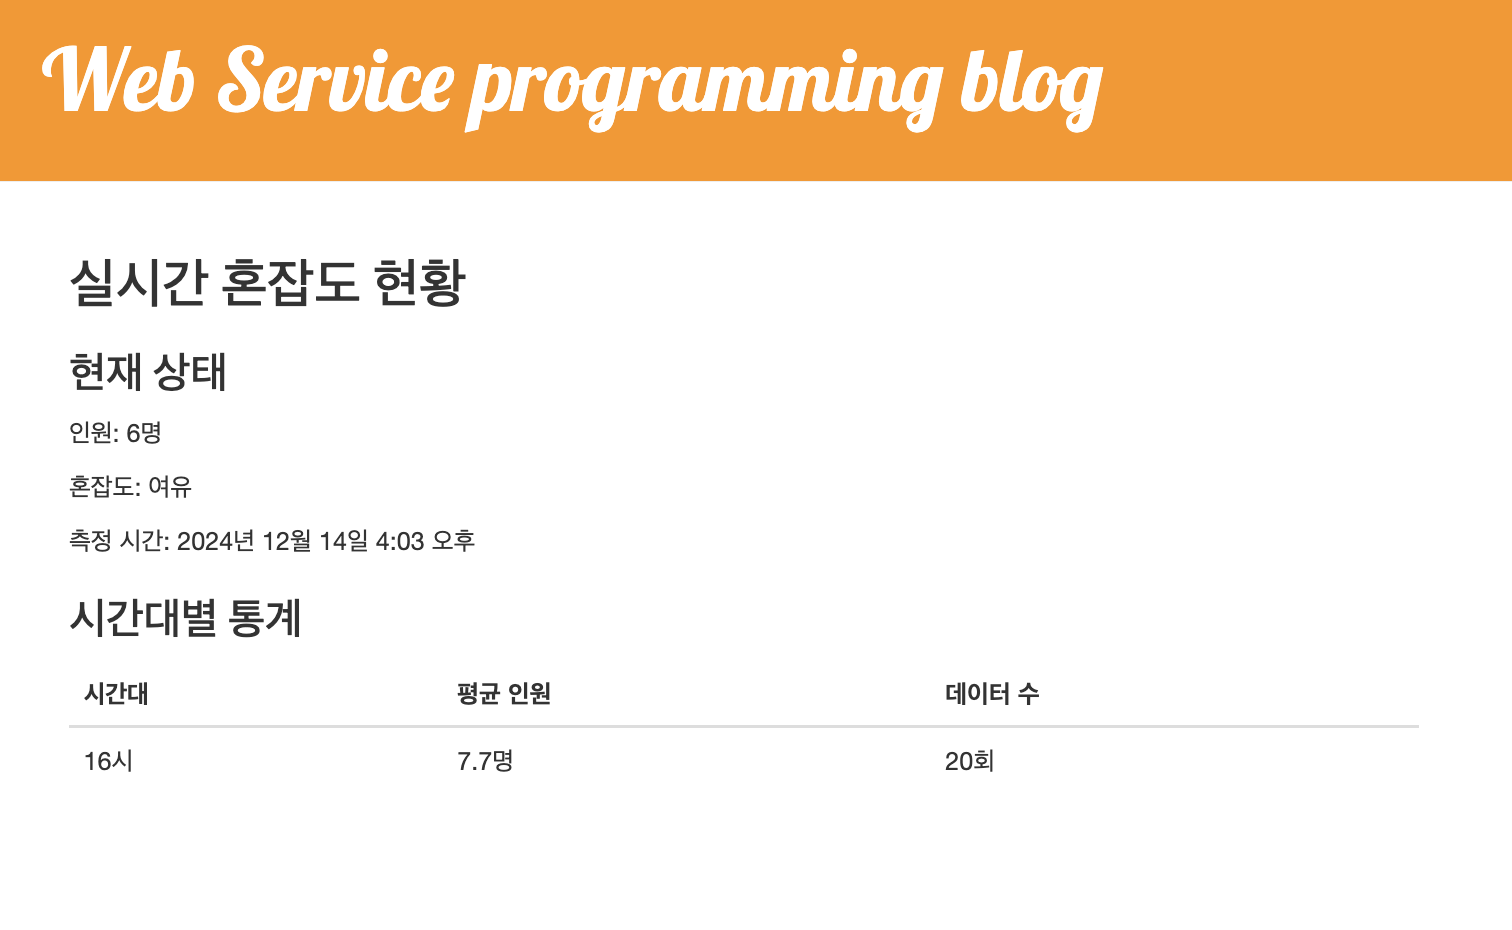 Web Service programming blog
실시간 혼잡도 현황
현재 상태
인원: 6명
혼잡도: 여유
측정 시간: 2024년 12월 14일 4:03 오후
시간대별 통계
시간대 평균 인원 데이터 수
16시 7.7명 20회